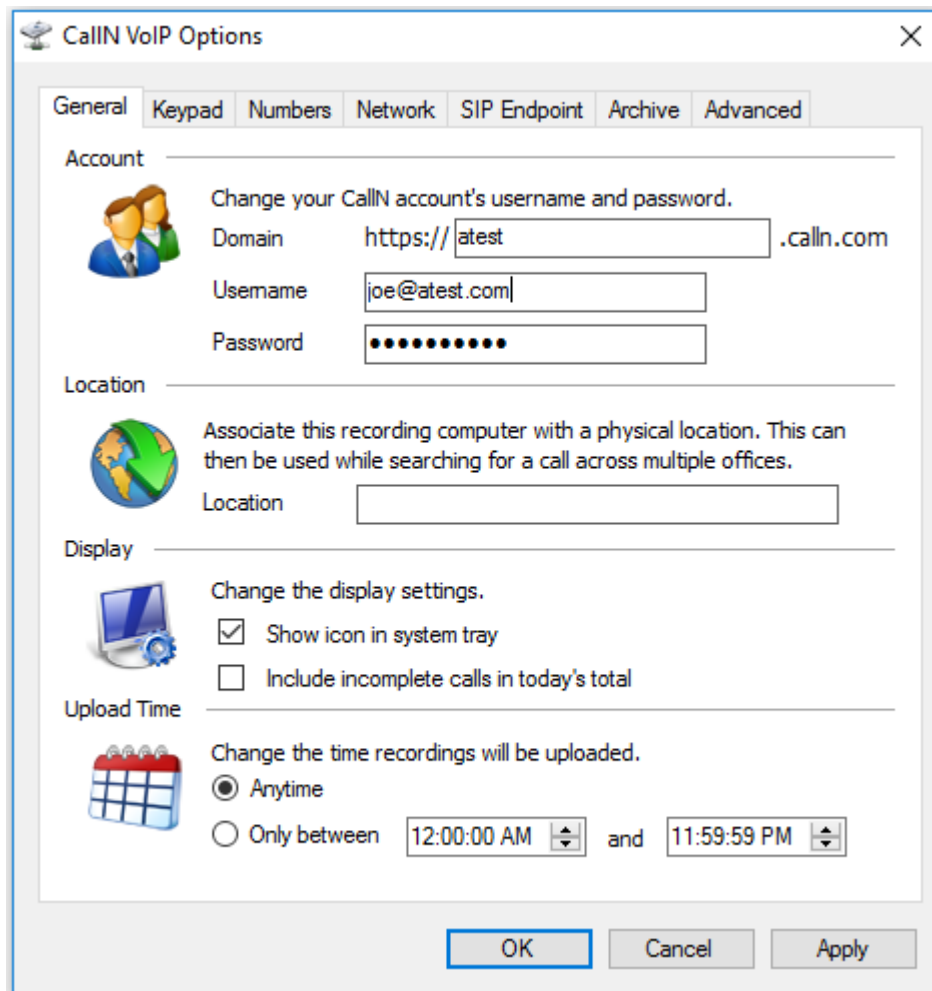 CallN VoIP Options
General Keypad Numbers Network SIP Endpoint Archive Advanced
Account
Change your CallN account's username and password.
Domain https:// atest .calln.com
Username joe@atest.com
Password ●●●●●●●●●●
Location
Associate this recording computer with a physical location. This can
then be used while searching for a call across multiple offices.
Location
Display
Change the display settings.
Show icon in system tray
Include incomplete calls in today's total
Upload Time
Change the time recordings will be uploaded.
Anytime
Only between 12:00:00 AM and 11:59:59 PM
OK Cancel Apply